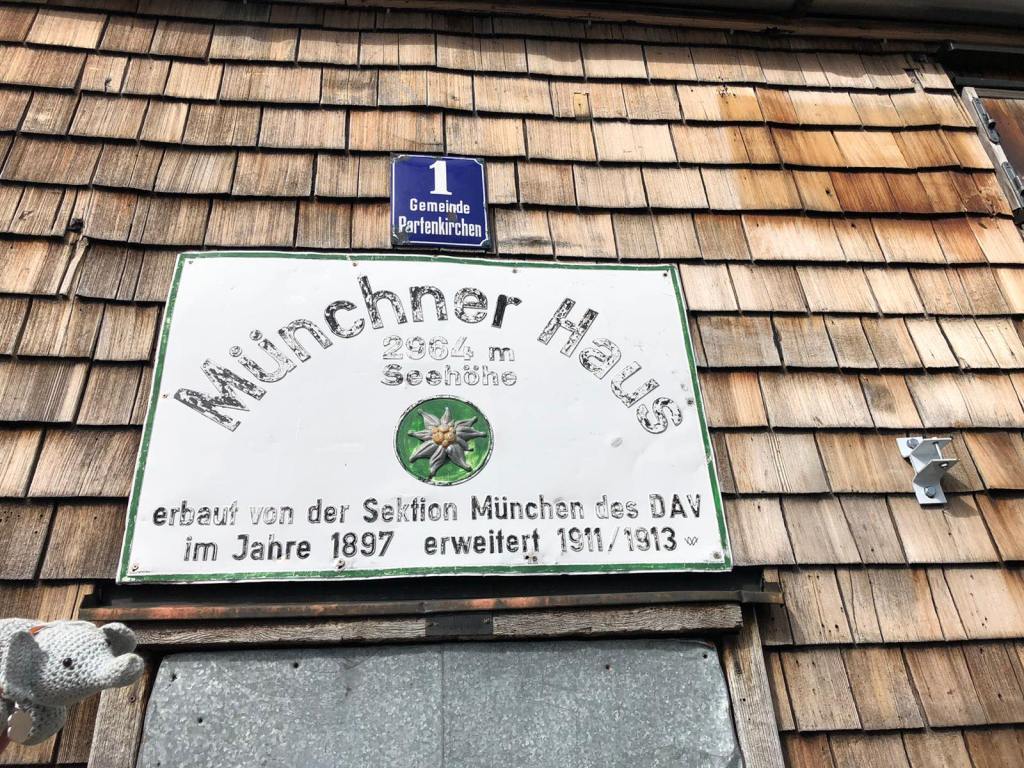 1
Gemeinde
Partenkirchen
Münchner Haus
2964 m
Seehöhe
erbaut von der Sektion München des DAV
im Jahre 1897 erweitert 1911/1913